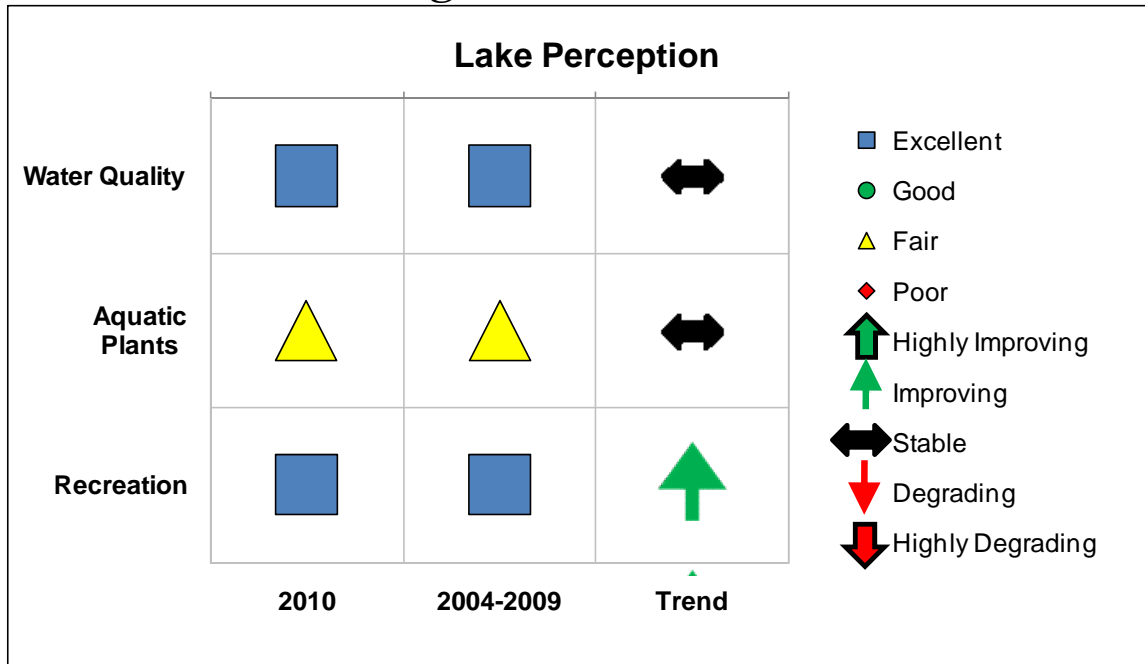 Lake Perception
Water Quality
Aquatic
Plants
Recreation
2010
2004-2009
Trend
Excellent
Good
Fair
Poor
Highly Improving
Improving
Stable
Degrading
Highly Degrading